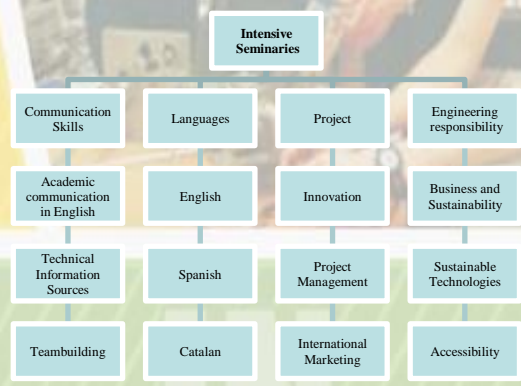 Intensive
Seminaries
Communication
Skills
Languages
Project
Engineering
responsibility
Academic
communication
in English
English
Innovation
Business and
Sustainability
Technical
Information
Sources
Spanish
Project
Management
Sustainable
Technologies
Teambuilding
Catalan
International
Marketing
Accessibility